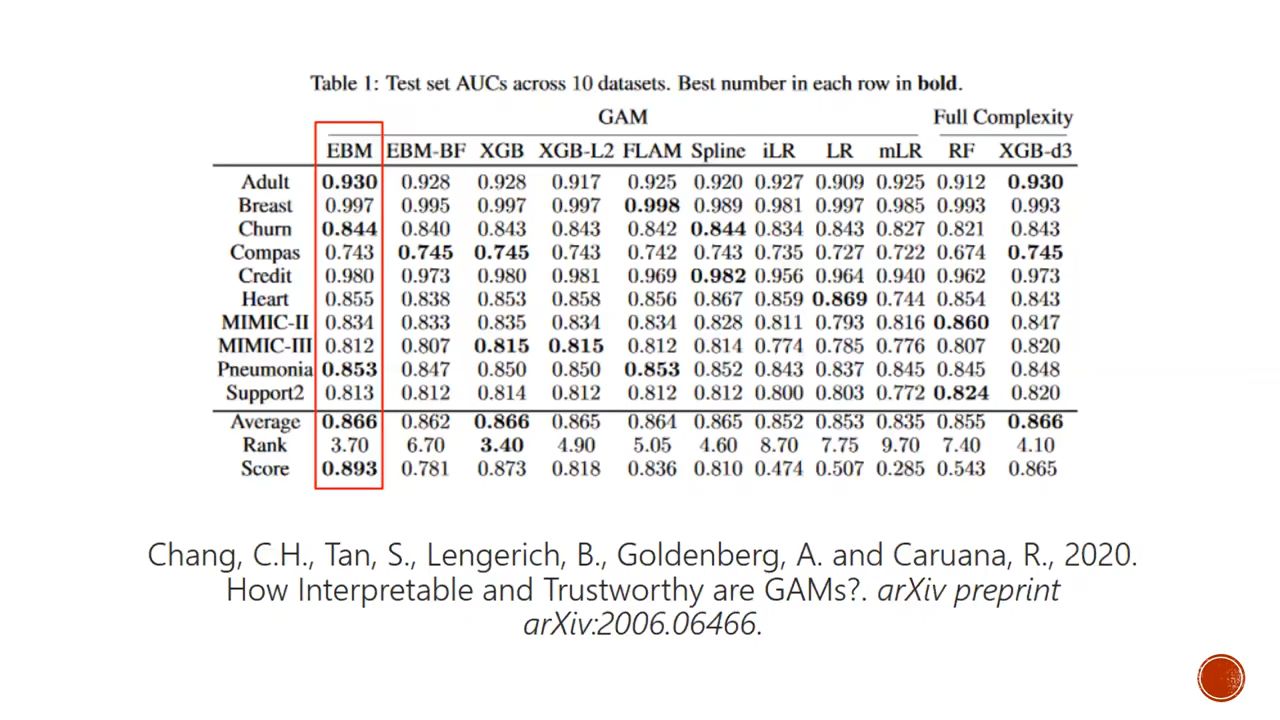 Table 1: Test set AUCs across 10 datasets. Best number in each row in bold.
GAM Full Complexity
EBM EBM-BF XGB XGB-L2 FLAM Spline iLR LR mLR RF XGB-d3
Adult 0.930 0.928 0.928 0.917 0.925 0.920 0.927 0.909 0.925 0.912 0.930
Breast 0.997 0.995 0.997 0.997 0.998 0.989 0.981 0.997 0.985 0.993 0.993
Churn 0.844 0.840 0.843 0.843 0.842 0.844 0.834 0.843 0.827 0.821 0.843
Compas 0.743 0.745 0.745 0.743 0.742 0.743 0.735 0.727 0.722 0.674 0.745
Credit 0.980 0.973 0.980 0.981 0.969 0.982 0.956 0.964 0.940 0.962 0.973
Heart 0.855 0.838 0.853 0.858 0.856 0.867 0.859 0.869 0.744 0.854 0.843
MIMIC-II 0.834 0.833 0.835 0.834 0.834 0.828 0.811 0.793 0.816 0.860 0.847
MIMIC-III 0.812 0.807 0.815 0.815 0.812 0.814 0.774 0.785 0.776 0.807 0.820
Pneumonia 0.853 0.847 0.850 0.850 0.853 0.852 0.843 0.837 0.845 0.845 0.848
Support2 0.813 0.812 0.814 0.812 0.812 0.812 0.800 0.803 0.772 0.824 0.820
Average 0.866 0.862 0.866 0.865 0.864 0.865 0.852 0.853 0.835 0.855 0.866
Rank 3.70 6.70 3.40 4.90 5.05 4.60 8.70 7.75 9.70 7.40 4.10
Score 0.893 0.781 0.873 0.818 0.836 0.810 0.474 0.507 0.285 0.543 0.865
Chang, C.H., Tan, S., Lengerich, B., Goldenberg, A. and Caruana, R., 2020.
How Interpretable and Trustworthy are GAMs?. arXiv preprint
arXiv:2006.06466.